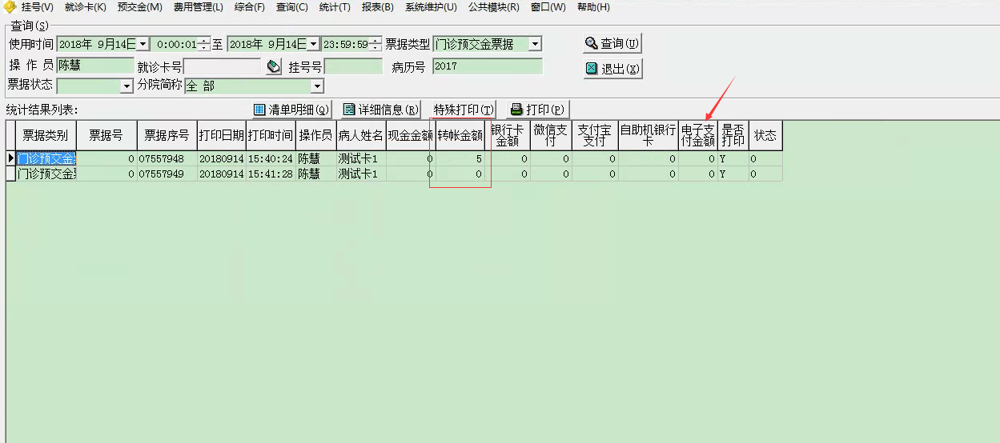 挂号(V) 就诊卡(K) 预交金(M) 费用管理(L) 综合(F) 查询(C) 统计(T) 报表(B) 系统维护(U) 公共模块(R) 窗口(W) 帮助(H)
查询(S)
使用时间 2018年 9月14日 0:00:01 至 2018年 9月14日 23:59:59 票据类型 门诊预交金票据 查询(U)
操 作 员 陈慧 就诊卡号 挂号号 病历号 2017 退出(X)
票据状态 分院简称 全 部
统计结果列表: 清单明细(Q) 详细信息(R) 特殊打印(T) 打印(P)
票据类别 票据号 票据序号 打印日期 打印时间 操作员 病人姓名 现金金额 转帐金额 银行卡金额 微信支付 支付宝支付 自助机银行卡 电子支付金额 是否打印 状态
门诊预交金 0 07557948 20180914 15:40:24 陈慧 测试卡1 0 5 0 0 0 0 0 Y 0
门诊预交金 0 07557949 20180914 15:41:28 陈慧 测试卡1 0 0 0 0 0 0 0 Y 0